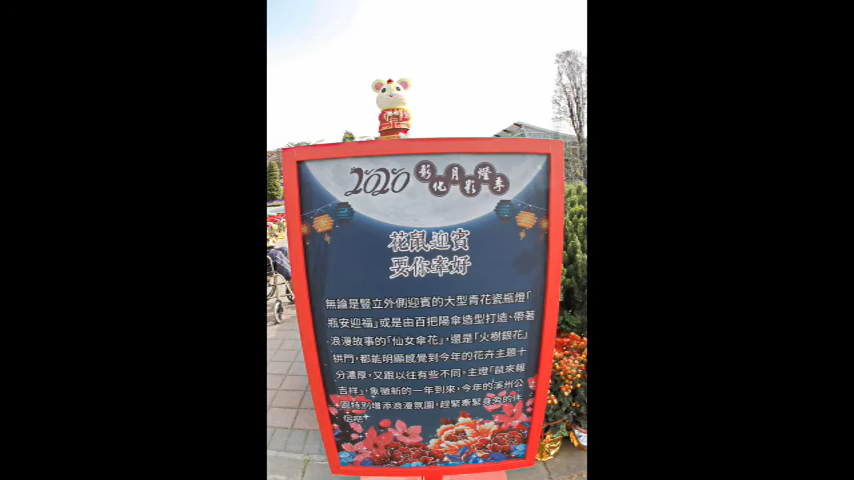 2020 彰化月影燈季
花鼠迎賓
要你幸好
無論是豎立外側迎賓的大型青花瓷瓶燈「
瓶安迎福」或是由百把陽傘造型打造、帶著
浪漫故事的「仙女傘花」,還是「火樹銀花」
拱門,都能明顯感覺到今年的花卉主題十
分濃厚,又跟以往有些不同。主燈「鼠來報
吉祥」,象徵新的一年到來,今年的溪州公
園特別增添浪漫氛圍,趕緊牽緊身旁的伴
侶